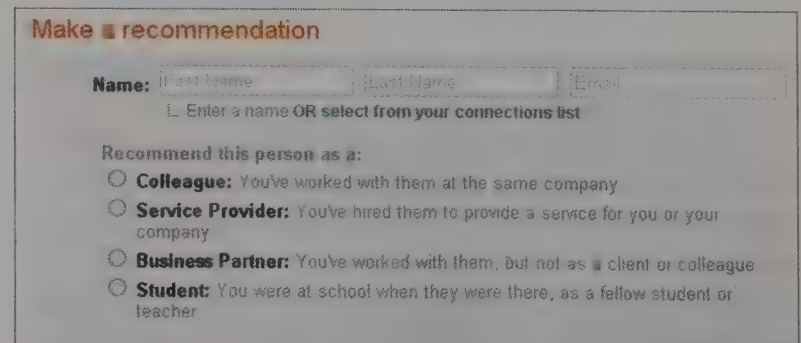 Make a recommendation
Name: First Name Last Name Email
Enter a name OR select from your connections list
Recommend this person as a:
Colleague: You've worked with them at the same company
Service Provider: You've hired them to provide a service for you or your
company
Business Partner: You've worked with them, but not as a client or colleague
Student: You were at school when they were there, as a fellow student or
teacher